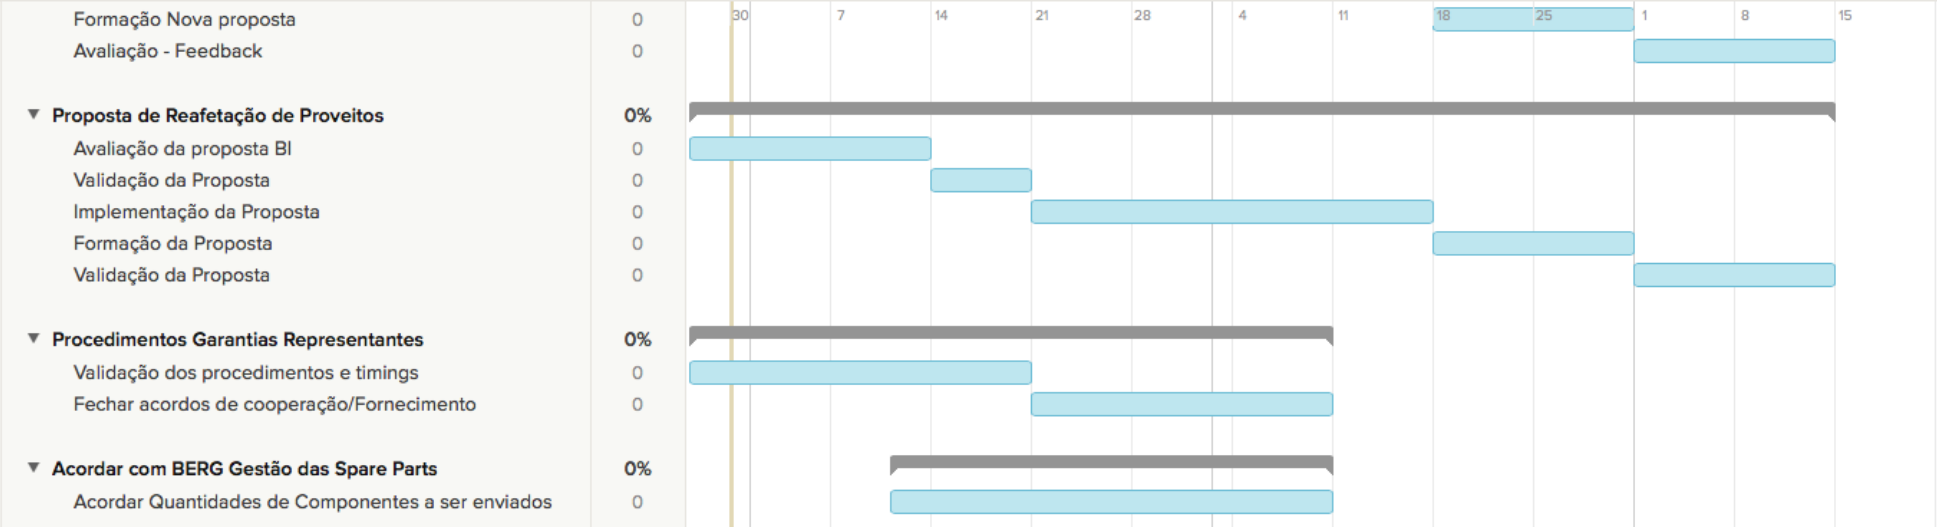 Formação Nova proposta 0 30 7 14 21 28 4 11 18 25 1 8 15
Avaliação - Feedback 0
Proposta de Reafetação de Proveitos 0%
Avaliação da proposta BI 0
Validação da Proposta 0
Implementação da Proposta 0
Formação da Proposta 0
Validação da Proposta 0
Procedimentos Garantias Representantes 0%
Validação dos procedimentos e timings 0
Fechar acordos de cooperação/Fornecimento 0
Acordar com BERG Gestão das Spare Parts 0%
Acordar Quantidades de Componentes a ser enviados 0